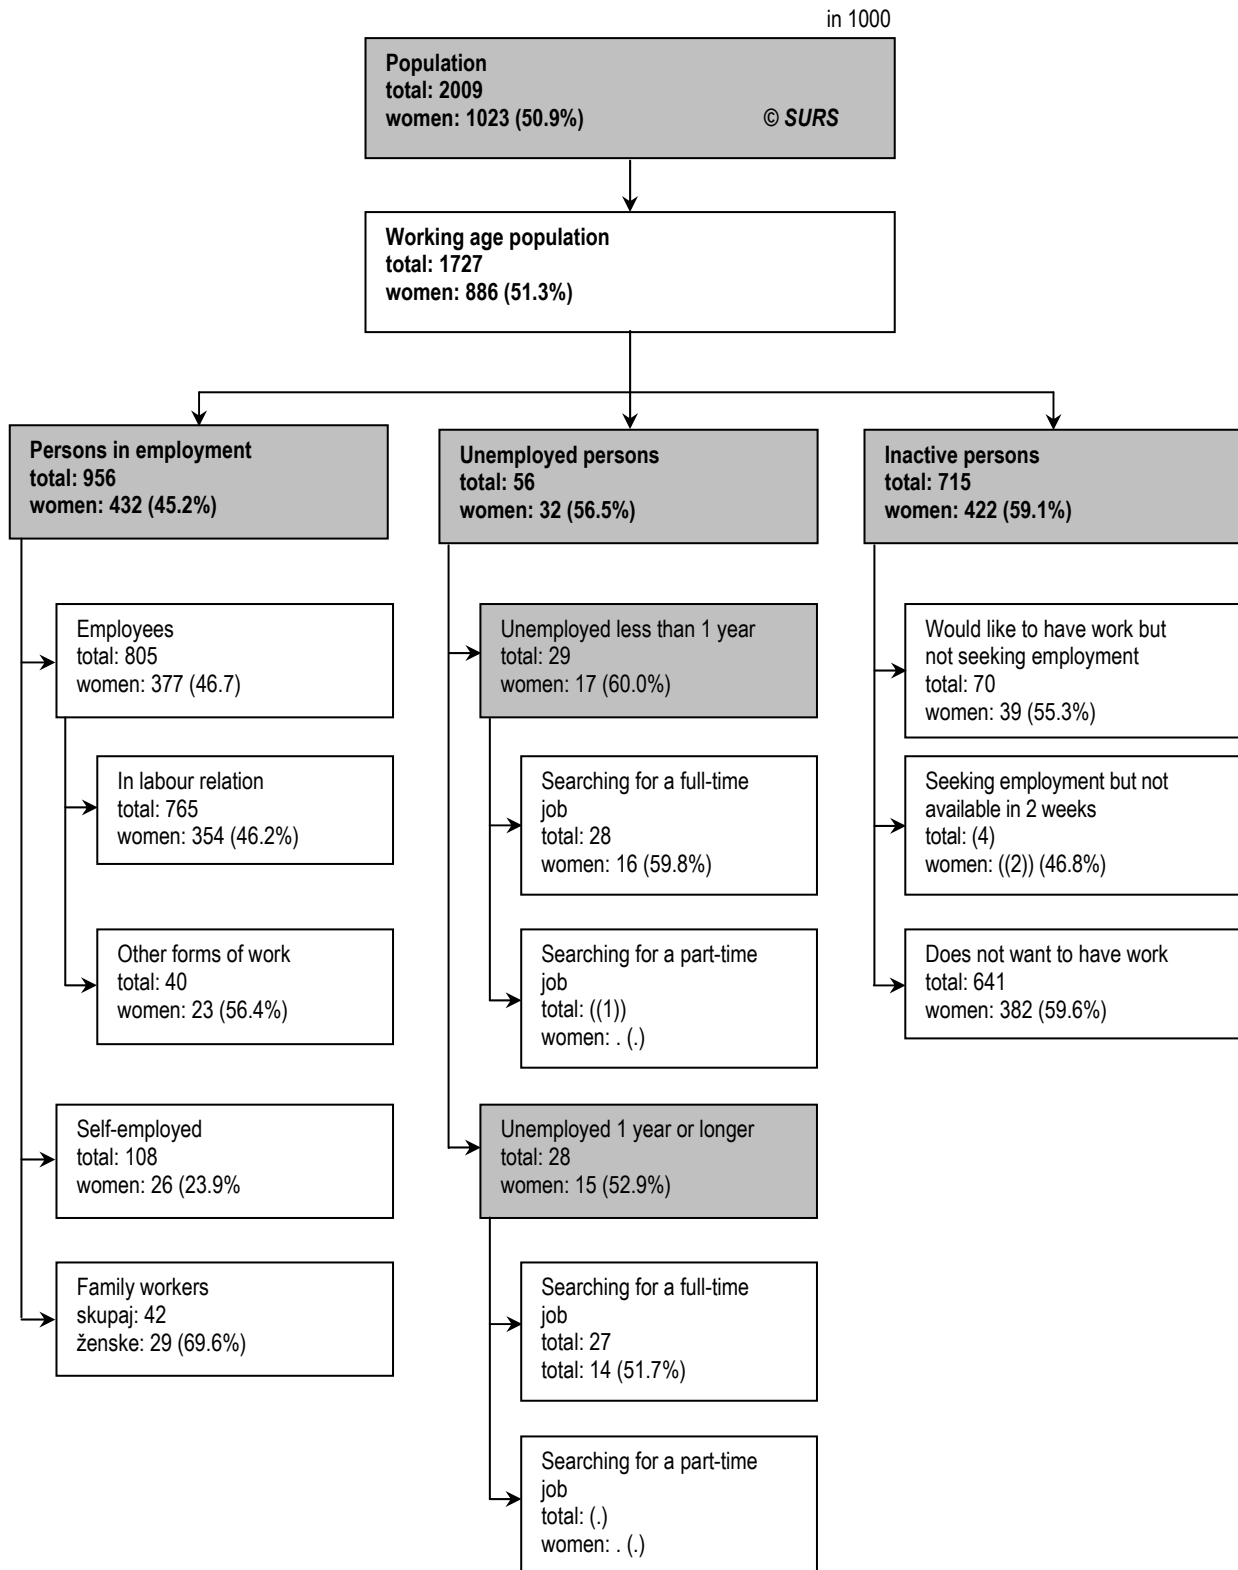 in 1000
Population
total: 2009
women: 1023 (50.9%)
© SURS
Working age population
total: 1727
women: 886 (51.3%)
Persons in employment
total: 956
women: 432 (45.2%)
Employees
total: 805
women: 377 (46.7)
In labour relation
total: 765
women: 354 (46.2%)
Other forms of work
total: 40
women: 23 (56.4%)
Self-employed
total: 108
women: 26 (23.9%
Family workers
skupaj: 42
ženske: 29 (69.6%)
Unemployed persons
total: 56
women: 32 (56.5%)
Unemployed less than 1 year
total: 29
women: 17 (60.0%)
Searching for a full-time
job
total: 28
women: 16 (59.8%)
Searching for a part-time
job
total: ((1))
women: . (.)
Unemployed 1 year or longer
total: 28
women: 15 (52.9%)
Searching for a full-time
job
total: 27
total: 14 (51.7%)
Searching for a part-time
job
total: (.)
women: . (.)
Inactive persons
total: 715
women: 422 (59.1%)
Would like to have work but
not seeking employment
total: 70
women: 39 (55.3%)
Seeking employment but not
available in 2 weeks
total: (4)
women: ((2)) (46.8%)
Does not want to have work
total: 641
women: 382 (59.6%)